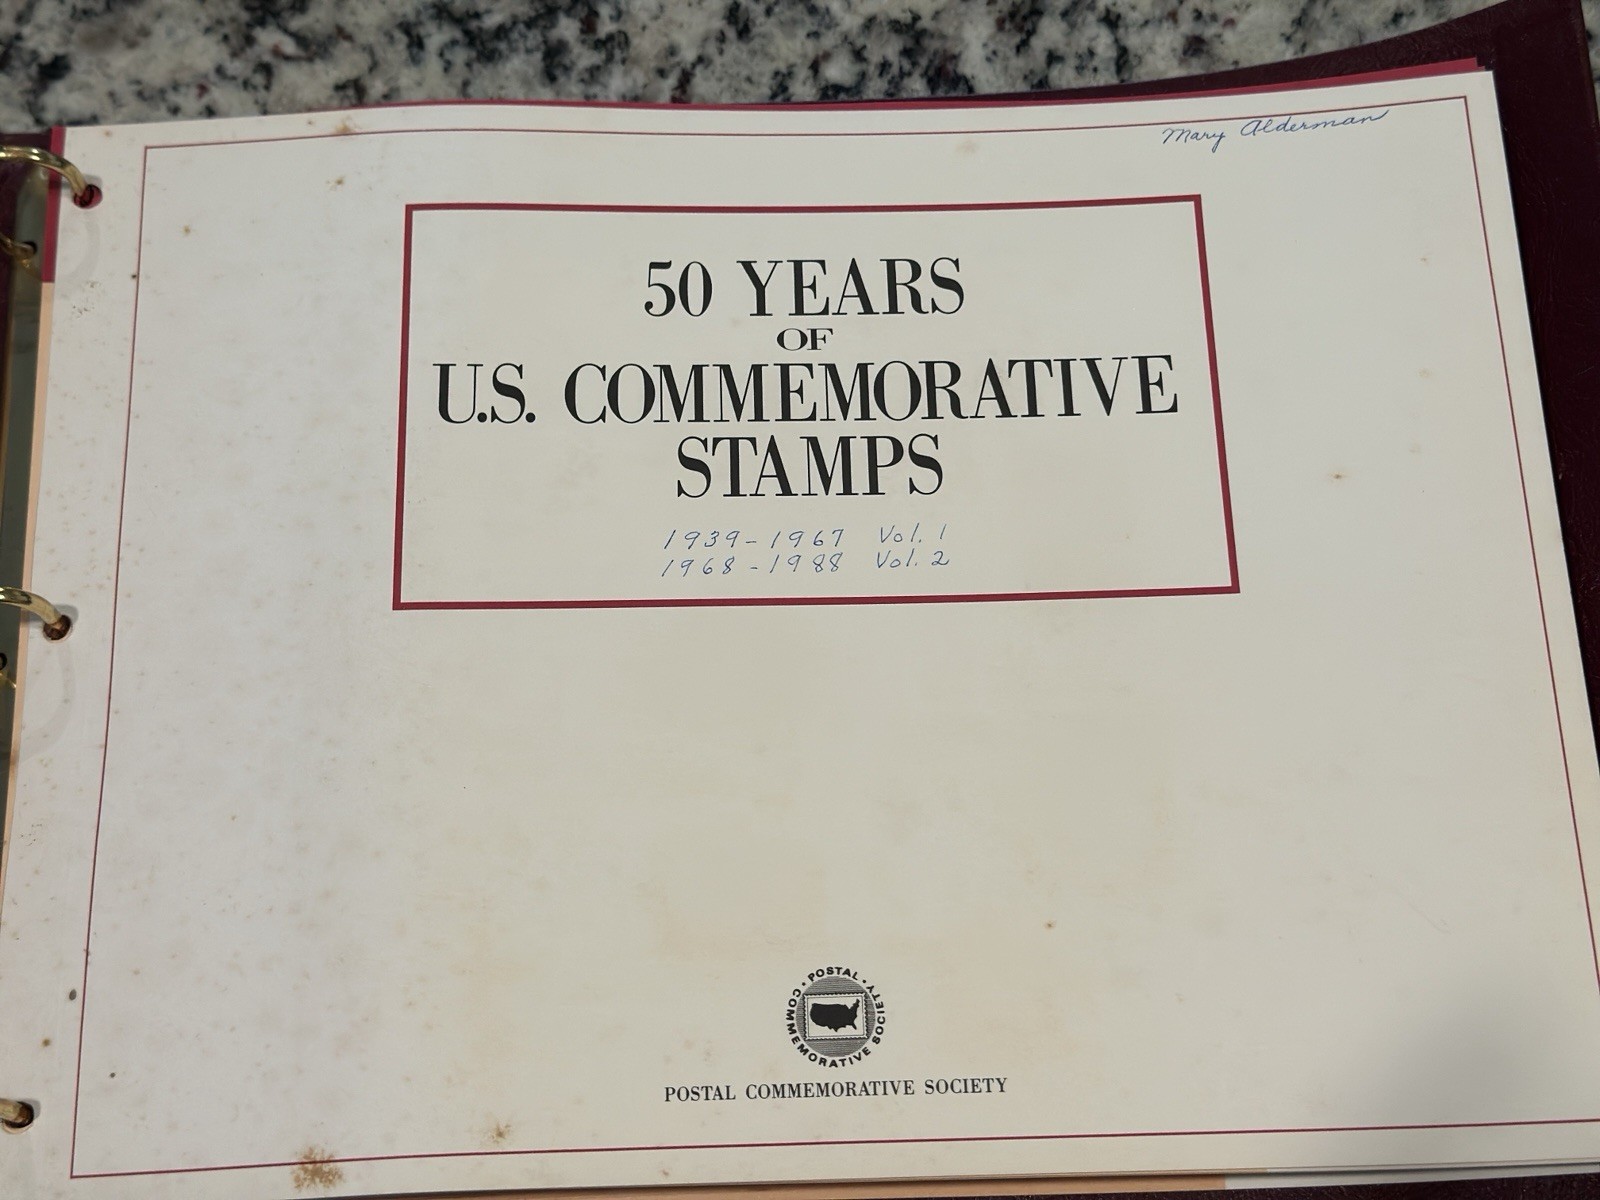 Mary Alderman
50 YEARS
OF
U.S. COMMEMORATIVE
STAMPS
1939-1967 Vol. 1
1968-1988 Vol. 2
• POSTAL • COMMEMORATIVE SOCIETY
POSTAL COMMEMORATIVE SOCIETY